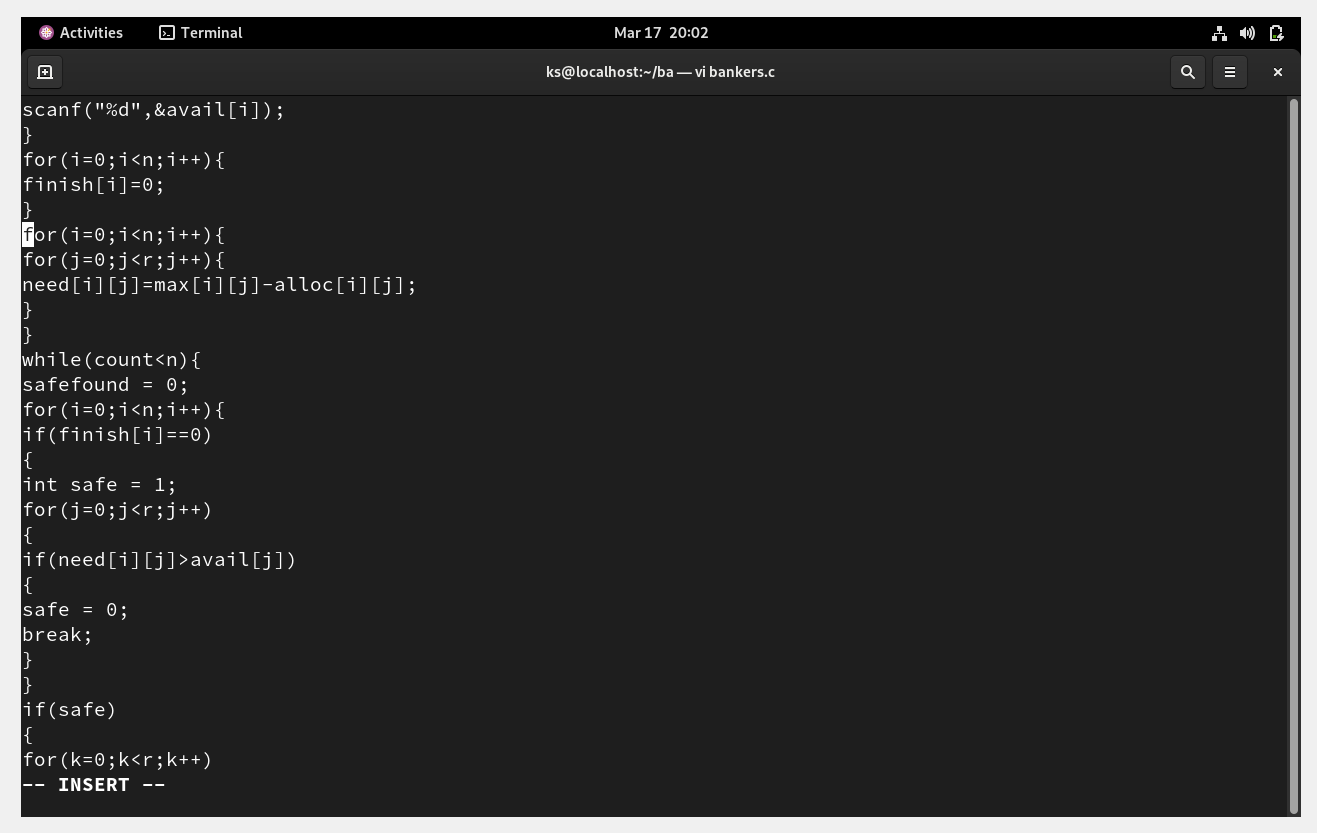 Activities Terminal Mar 17 20:02
ks@localhost:~/ba — vi bankers.c
scanf("%d",&avail[i]);
}
for(i=0;i<n;i++){
finish[i]=0;
}
for(i=0;i<n;i++){
for(j=0;j<r;j++){
need[i][j]=max[i][j]-alloc[i][j];
}
}
while(count<n){
safefound = 0;
for(i=0;i<n;i++){
if(finish[i]==0)
{
int safe = 1;
for(j=0;j<r;j++)
{
if(need[i][j]>avail[j])
{
safe = 0;
break;
}
}
if(safe)
{
for(k=0;k<r;k++)
-- INSERT --